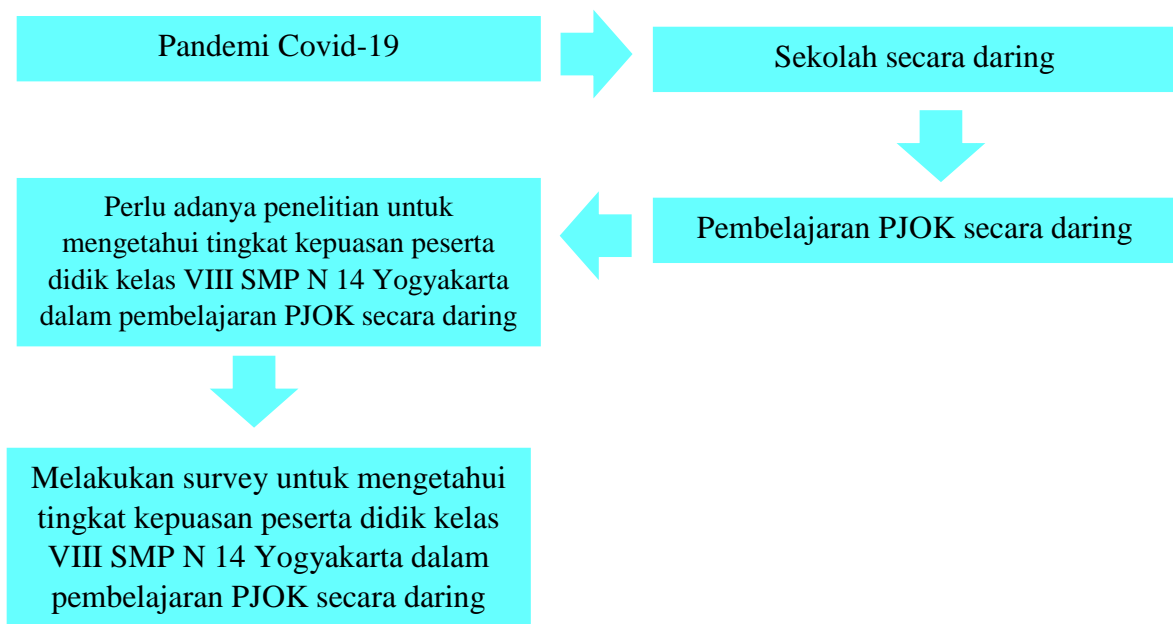 Pandemi Covid-19
Sekolah secara daring
Pembelajaran PJOK secara daring
Perlu adanya penelitian untuk
mengetahui tingkat kepuasan peserta
didik kelas VIII SMP N 14 Yogyakarta
dalam pembelajaran PJOK secara daring
Melakukan survey untuk mengetahui
tingkat kepuasan peserta didik kelas
VIII SMP N 14 Yogyakarta dalam
pembelajaran PJOK secara daring